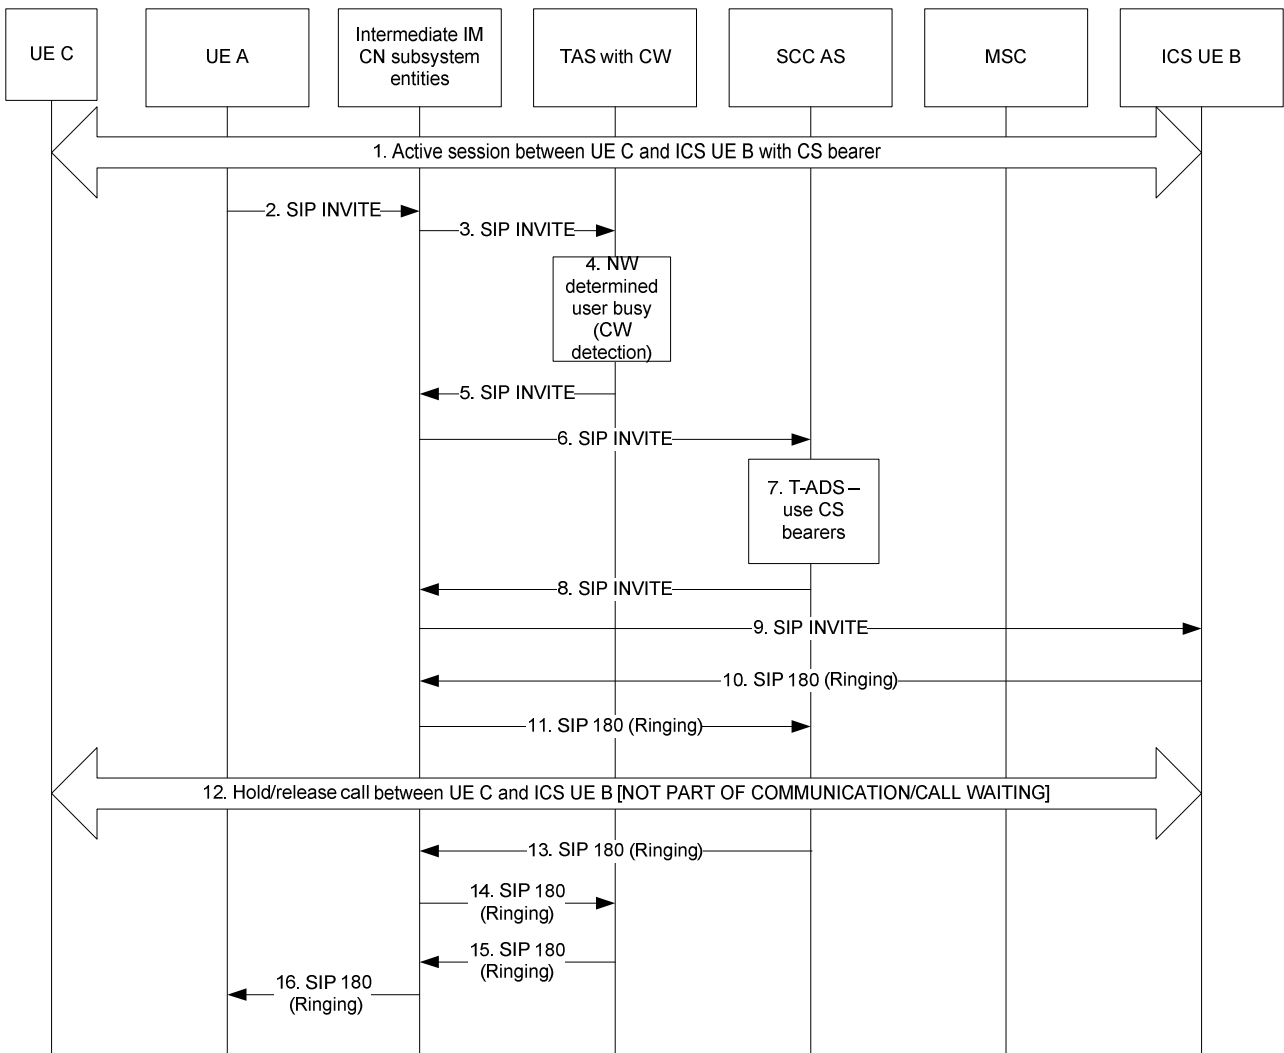 UE C
UE A
Intermediate IM
CN subsystem
entities
TAS with CW
SCC AS
MSC
ICS UE B
1. Active session between UE C and ICS UE B with CS bearer
2. SIP INVITE
3. SIP INVITE
4. NW
determined
user busy
(CW
detection)
5. SIP INVITE
6. SIP INVITE
7. T-ADS –
use CS
bearers
8. SIP INVITE
9. SIP INVITE
10. SIP 180 (Ringing)
11. SIP 180 (Ringing)
12. Hold/release call between UE C and ICS UE B [NOT PART OF COMMUNICATION/CALL WAITING]
13. SIP 180 (Ringing)
14. SIP 180
(Ringing)
15. SIP 180
(Ringing)
16. SIP 180
(Ringing)